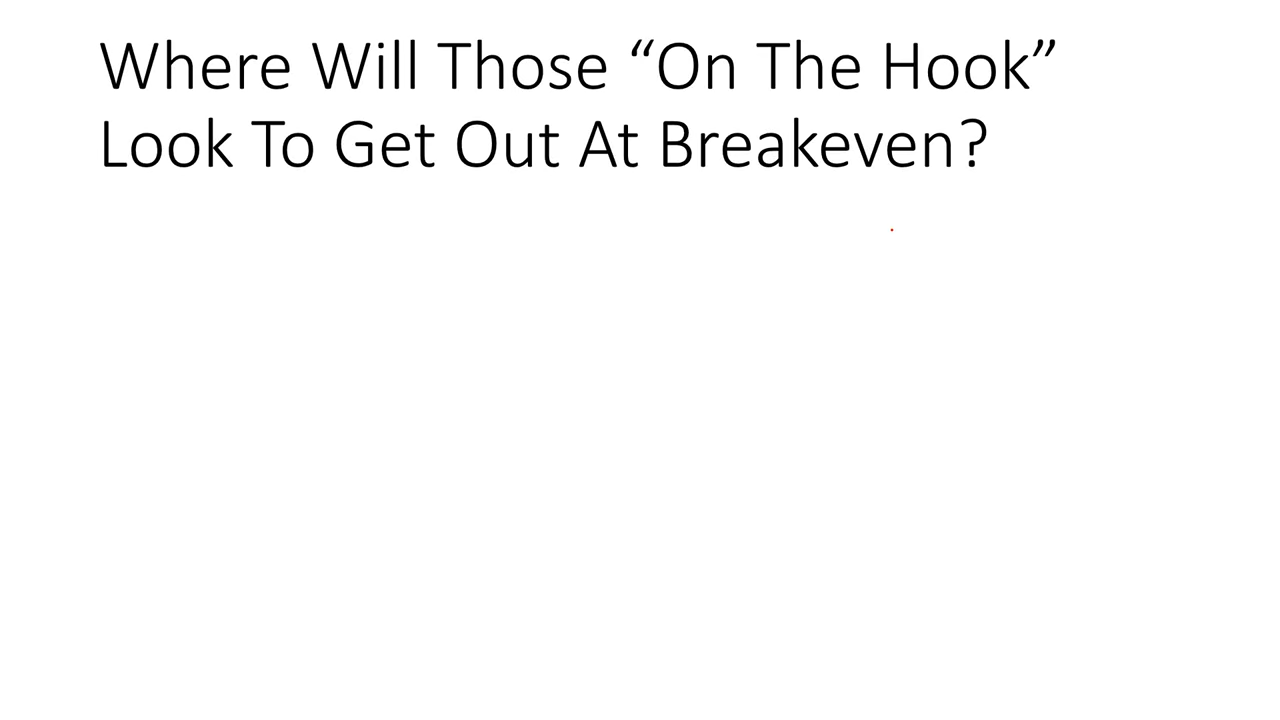 Where Will Those “On The Hook”
Look To Get Out At Breakeven?